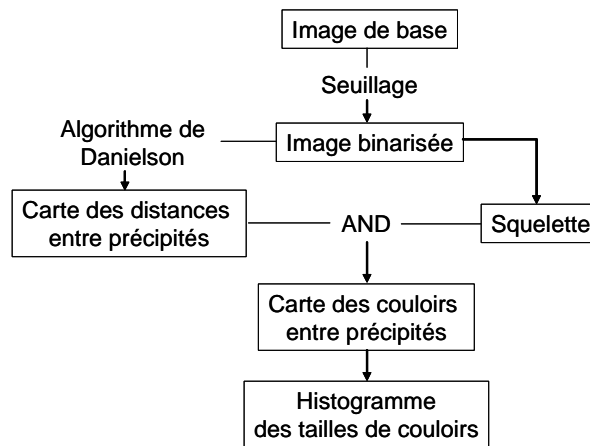 Image de base
Seuillage
Algorithme de
Danielson
Image binarisée
Carte des distances
entre précipités
AND
Squelette
Carte des couloirs
entre précipités
Histogramme
des tailles de couloirs